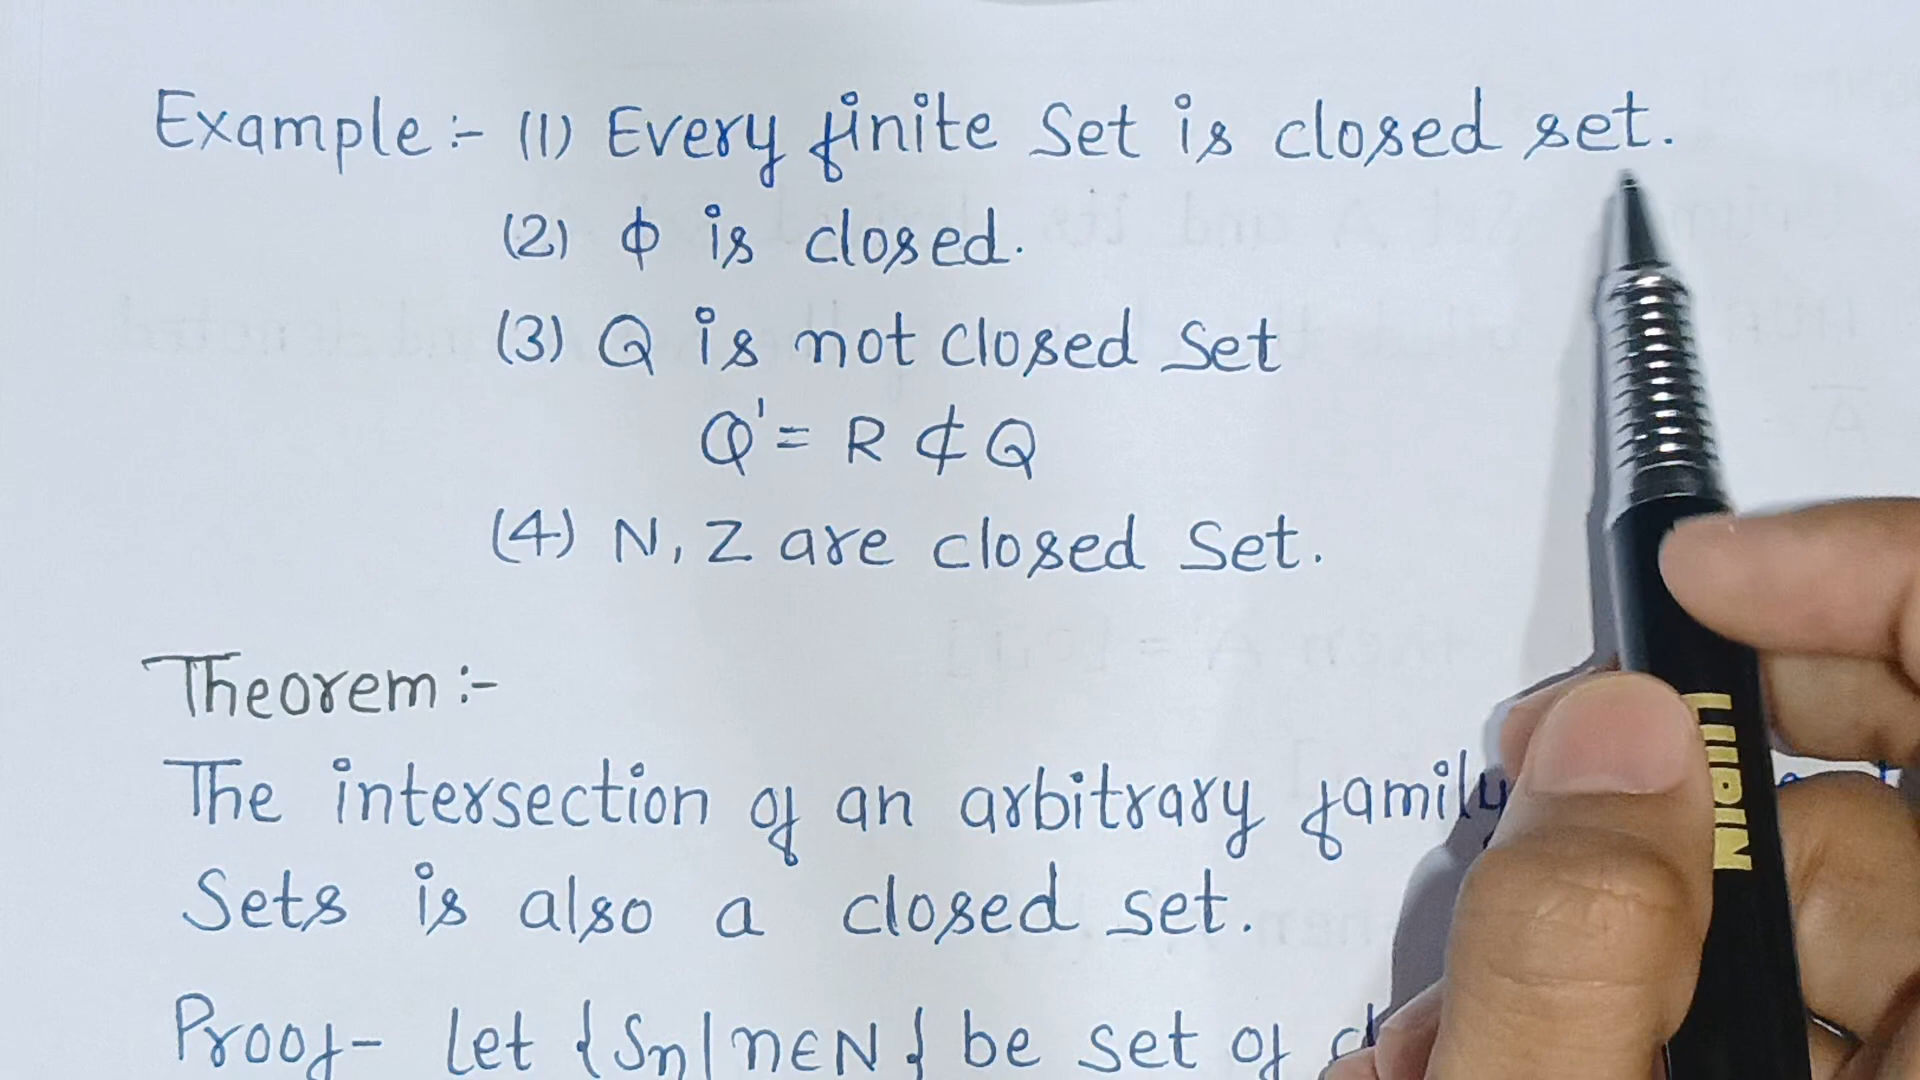 Example :- (1) Every finite Set is closed set.
(2) Φ is closed.
(3) Q is not closed Set
Q' = R ⊄ Q
(4) N, Z are closed Set.
Theorem :-
The intersection of an arbitrary family
Sets is also a closed set.
Proof- Let {Sn | n∈N} be set of